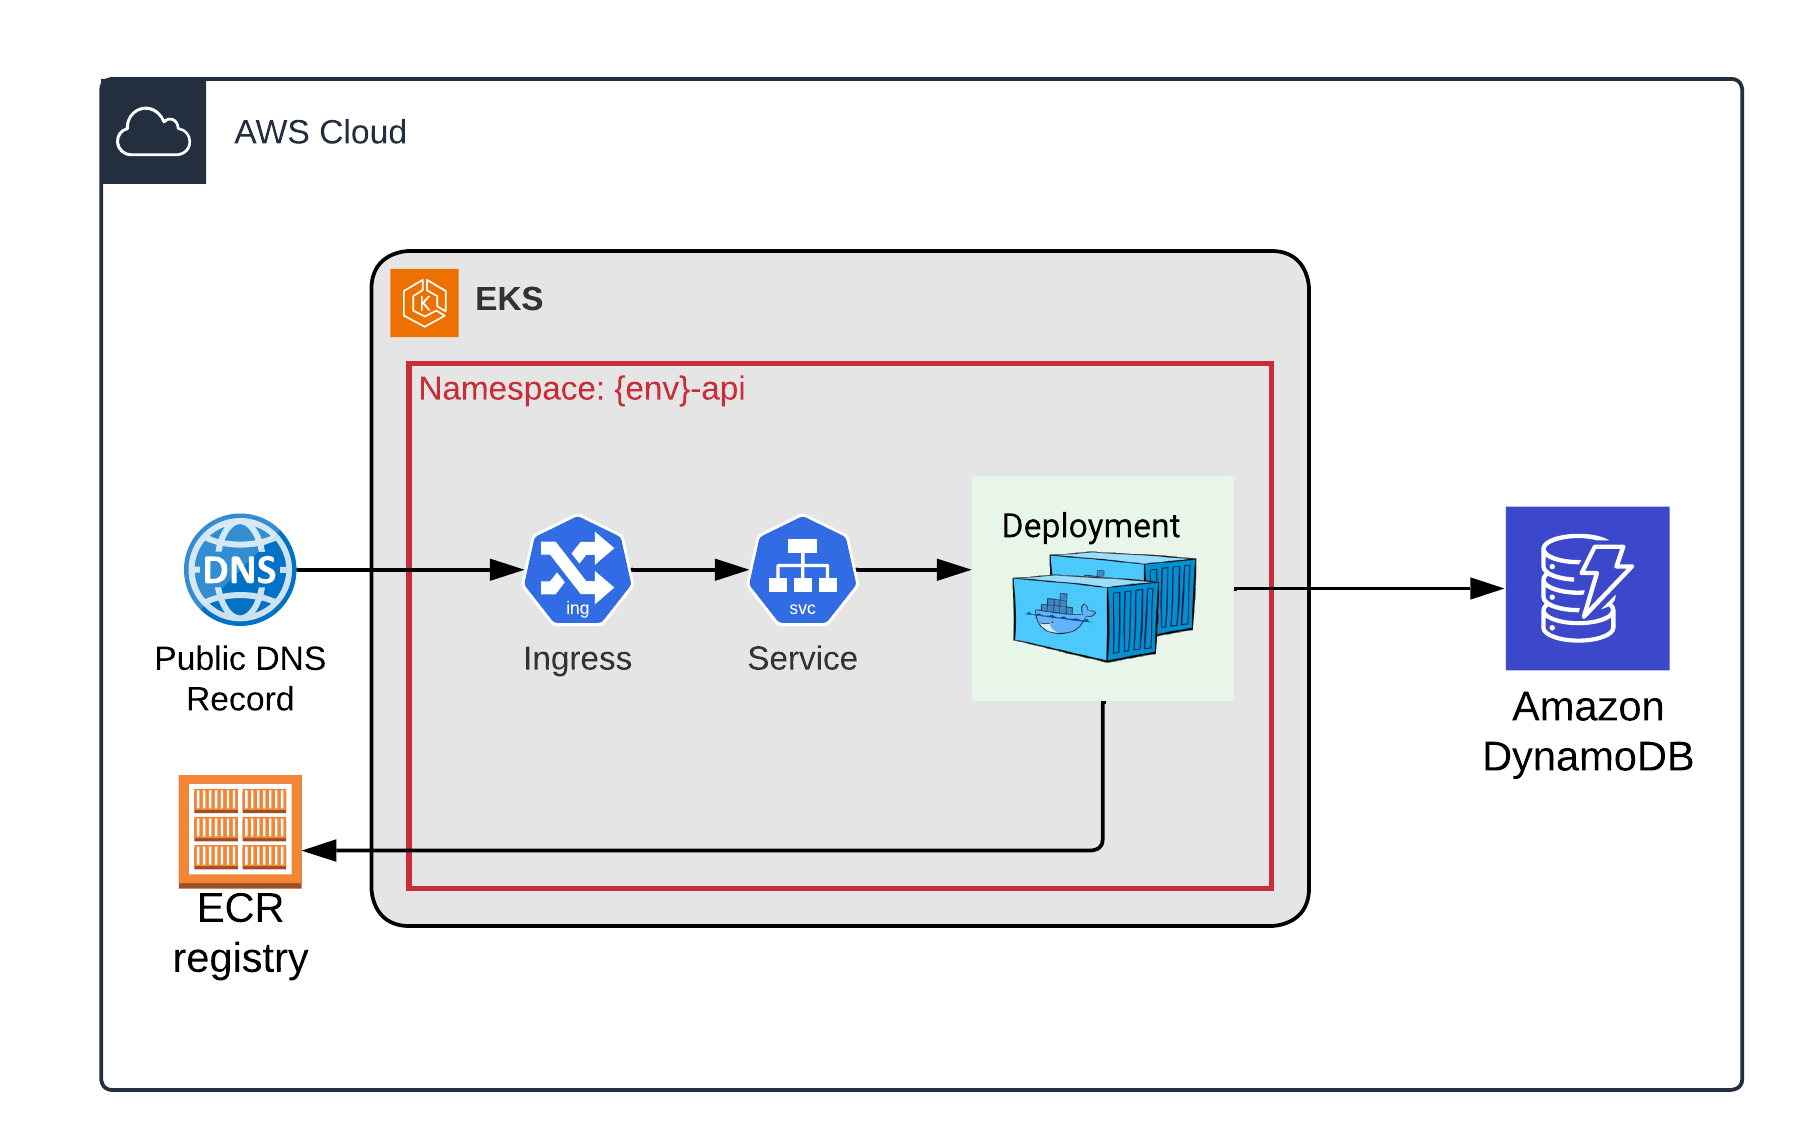 AWS Cloud
EKS
Namespace: {env}-api
Deployment
DNS
ing
svc
Public DNS
Record
Ingress
Service
Amazon
DynamoDB
ECR
registry
K